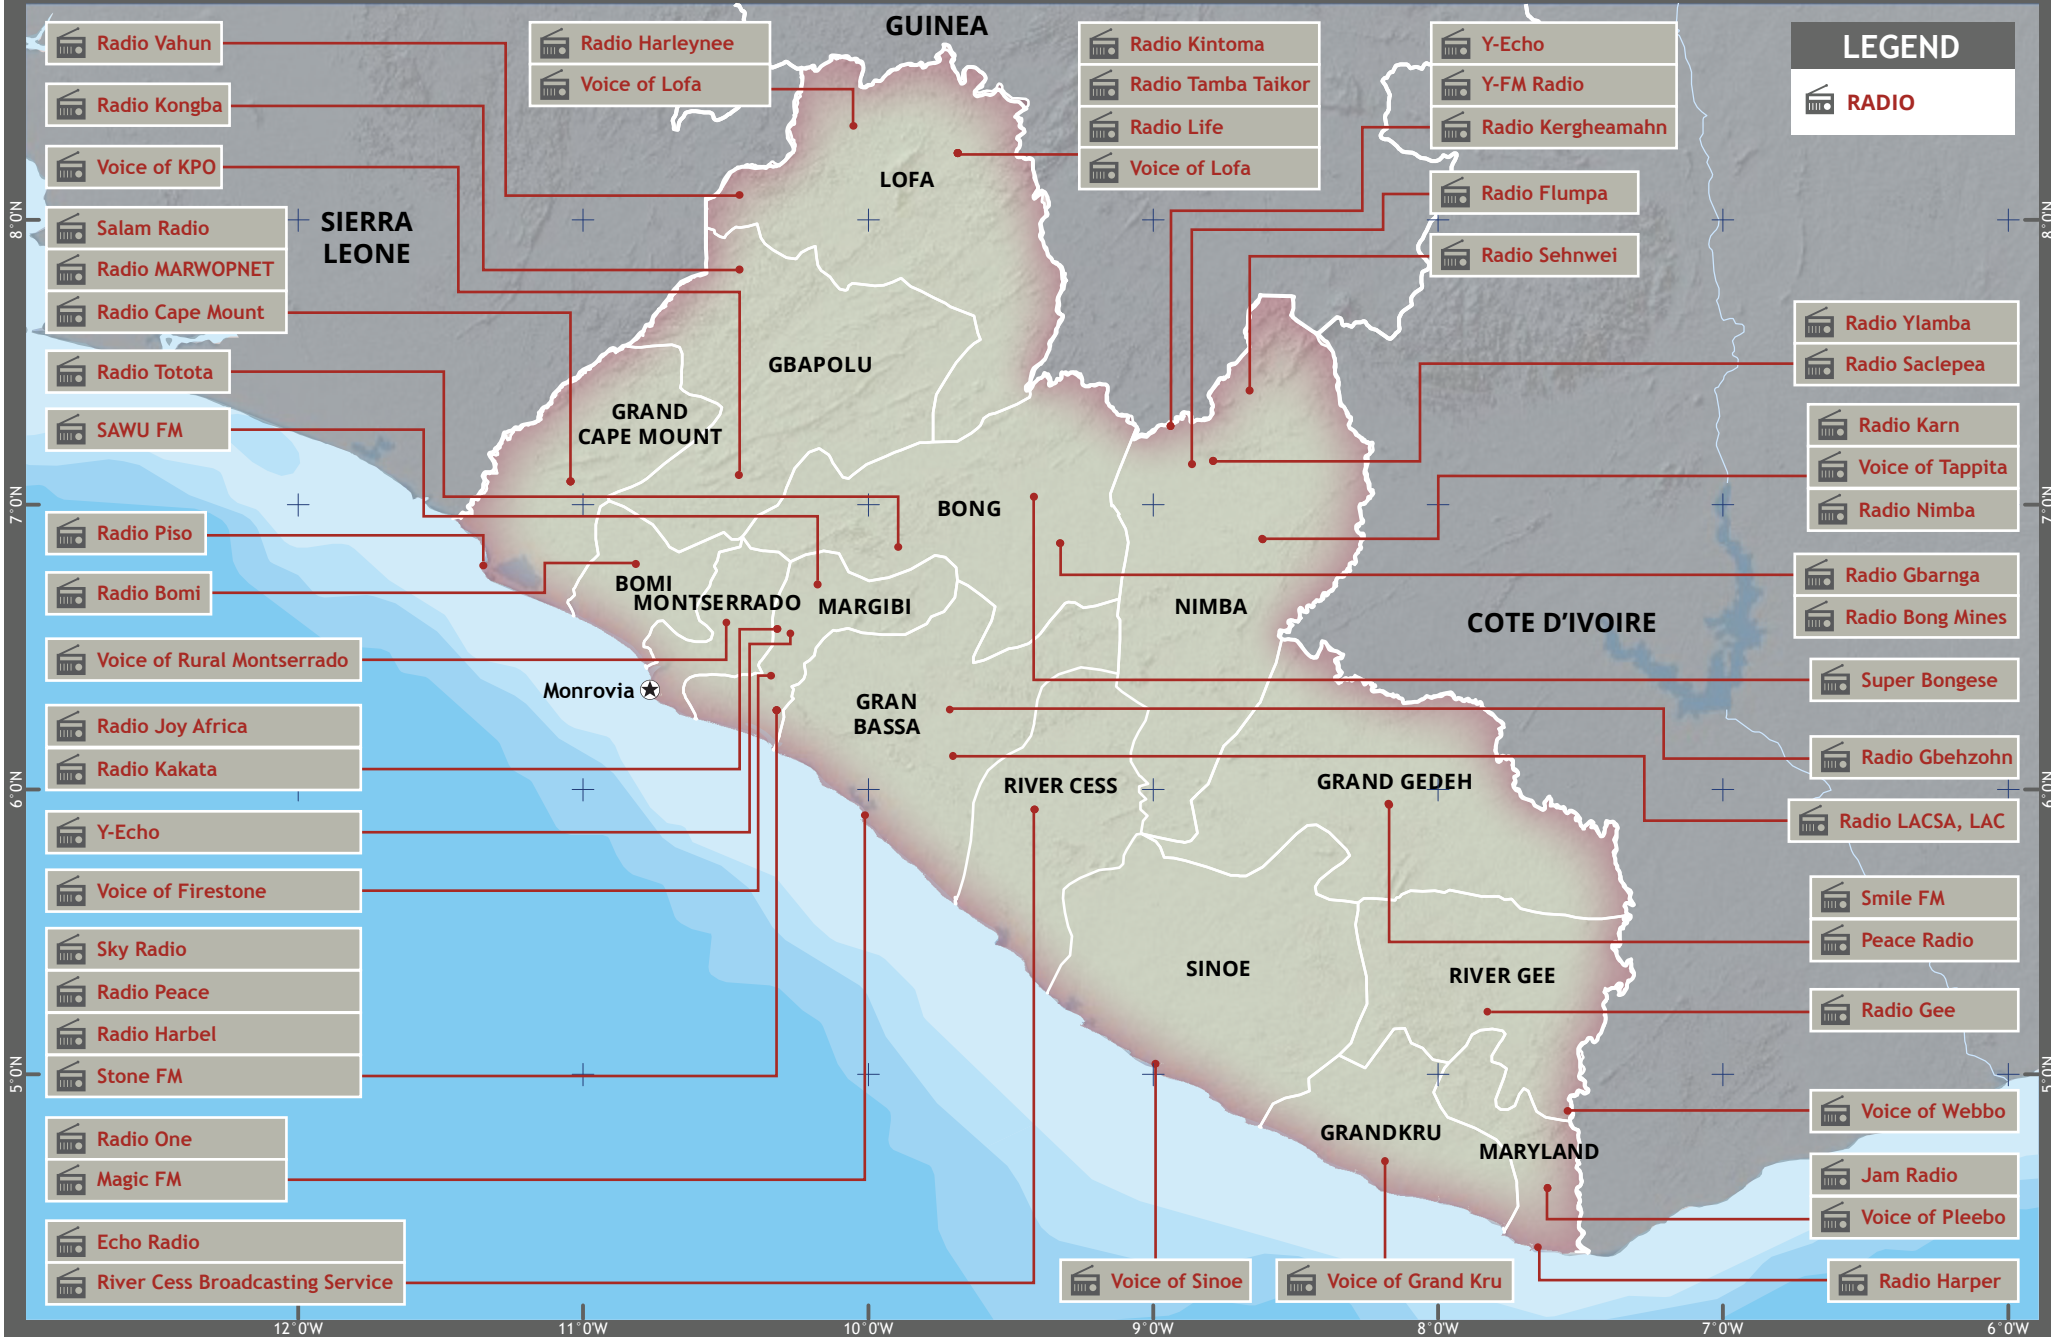 GUINEA
SIERRA
LEONE
COTE D'IVOIRE
LEGEND
RADIO
Radio Vahun
Radio Kongba
Voice of KPO
Salam Radio
Radio MARWOPNET
Radio Cape Mount
Radio Totota
SAWU FM
Radio Piso
Radio Bomi
Voice of Rural Montserrado
Radio Joy Africa
Radio Kakata
Y-Echo
Voice of Firestone
Sky Radio
Radio Peace
Radio Harbel
Stone FM
Radio One
Magic FM
Echo Radio
River Cess Broadcasting Service
Radio Harleynee
Voice of Lofa
Radio Kintoma
Radio Tamba Taikor
Radio Life
Voice of Lofa
Y-Echo
Y-FM Radio
Radio Kergheamahn
Radio Flumpa
Radio Sehnwei
Radio Ylamba
Radio Saclepea
Radio Karn
Voice of Tappita
Radio Nimba
Radio Gbarnga
Radio Bong Mines
Super Bongese
Radio Gbehzohn
Radio LACSA, LAC
Smile FM
Peace Radio
Radio Gee
Voice of Webbo
Jam Radio
Voice of Pleebo
Radio Harper
Voice of Sinoe
Voice of Grand Kru
LOFA
GBAPOLU
GRAND
CAPE MOUNT
BONG
BOMI
MONTSERRADO
MARGIBI
NIMBA
Monrovia
GRAN
BASSA
RIVER CESS
GRAND GEDEH
SINOE
RIVER GEE
GRANDKRU
MARYLAND
8°0'N
7°0'N
6°0'N
5°0'N
8°0'N
7°0'N
6°0'N
5°0'N
12°0'W
11°0'W
10°0'W
9°0'W
8°0'W
7°0'W
6°0'W